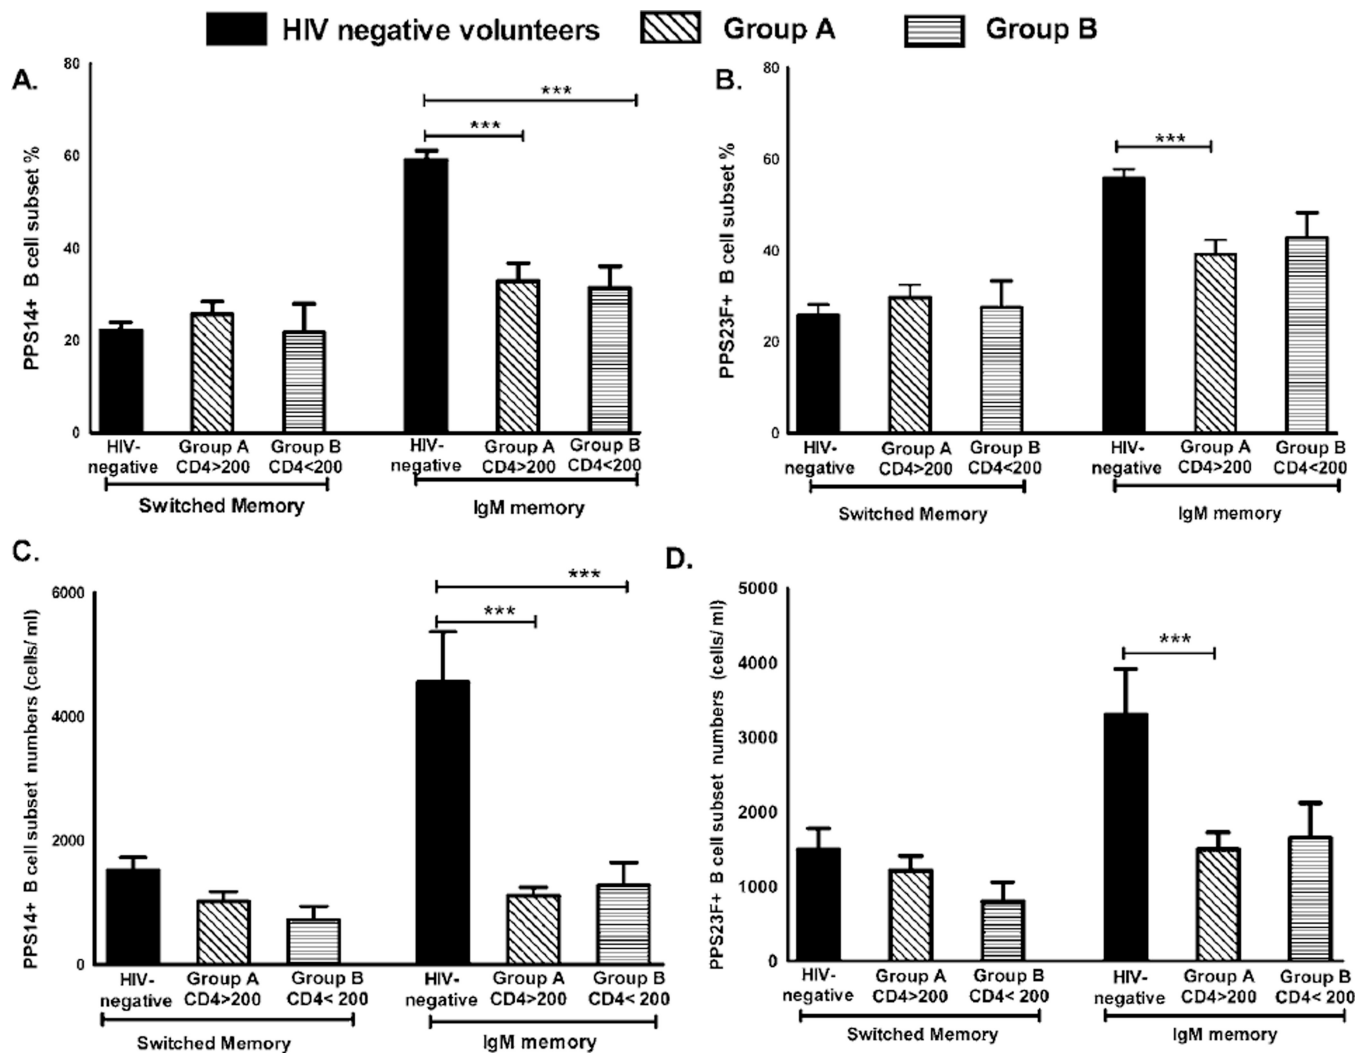 HIV negative volunteers Group A Group B
A.
PPS14+ B cell subset %
80
60
40
20
0
*** 
***
HIV-negative
Group A CD4>200
Group B CD4<200
HIV-negative
Group A CD4>200
Group B CD4<200
Switched Memory
IgM memory
B.
PPS23F+ B cell subset %
80
60
40
20
0
***
HIV-negative
Group A CD4>200
Group B CD4<200
HIV-negative
Group A CD4>200
Group B CD4<200
Switched Memory
IgM memory
C.
PPS14+ B cell subset numbers (cells/ ml)
6000
4000
2000
0
***
***
HIV-negative
Group A CD4>200
Group B CD4< 200
HIV-negative
Group A CD4>200
Group B CD4< 200
Switched Memory
IgM memory
D.
PPS23F+ B cell subset numbers (cells/ ml)
5000
4000
3000
2000
1000
0
***
HIV-negative
Group A CD4>200
Group B CD4< 200
HIV-negative
Group A CD4>200
Group B CD4< 200
Switched Memory
IgM memory